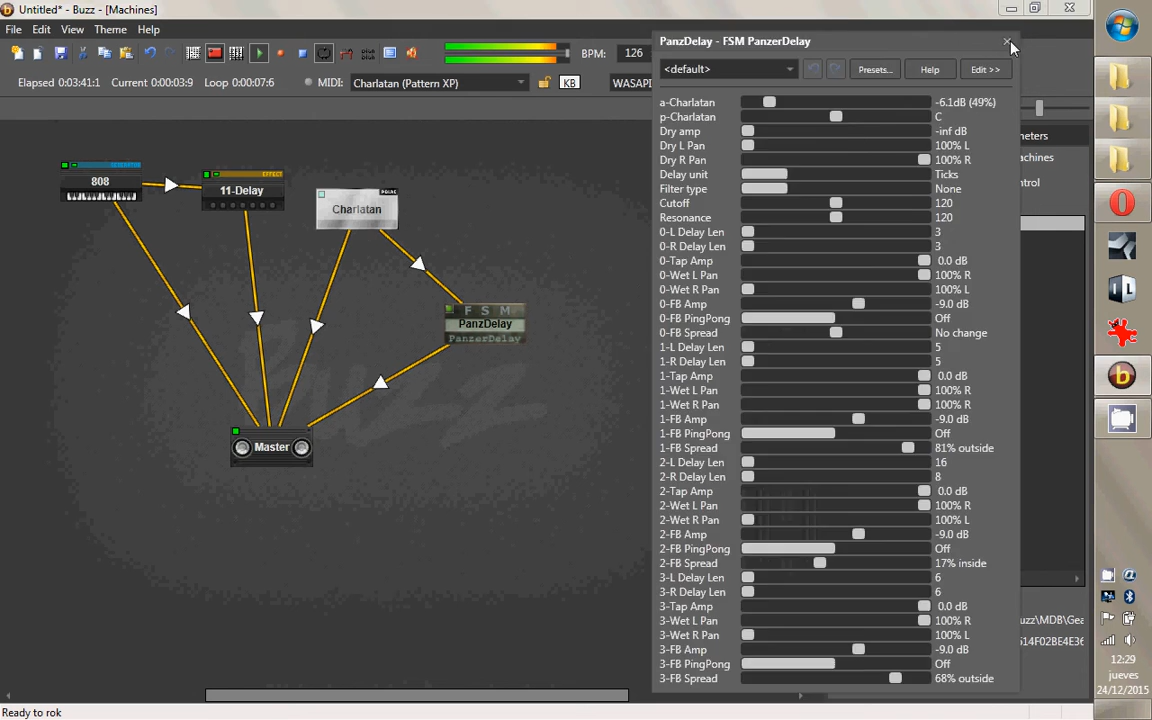 Untitled* - Buzz - [Machines]
File Edit View Theme Help
BPM: 126
Elapsed 0:03:41:1 Current 0:00:03:9 Loop 0:00:07:6 MIDI: Charlatan (Pattern XP) KB WASAPI
808
11-Delay
Charlatan
F S M
PanzDelay
PanzerDelay
Master
Buzz
PanzDelay - FSM PanzerDelay
<default> Presets... Help Edit >>
a-Charlatan -6.1dB (49%)
p-Charlatan C
Dry amp -inf dB
Dry L Pan 100% L
Dry R Pan 100% R
Delay unit Ticks
Filter type None
Cutoff 120
Resonance 120
0-L Delay Len 3
0-R Delay Len 3
0-Tap Amp 0.0 dB
0-Wet L Pan 100% R
0-Wet R Pan 100% L
0-FB Amp -9.0 dB
0-FB PingPong Off
0-FB Spread No change
1-L Delay Len 5
1-R Delay Len 5
1-Tap Amp 0.0 dB
1-Wet L Pan 100% R
1-Wet R Pan 100% R
1-FB Amp -9.0 dB
1-FB PingPong Off
1-FB Spread 81% outside
2-L Delay Len 16
2-R Delay Len 8
2-Tap Amp 0.0 dB
2-Wet L Pan 100% R
2-Wet R Pan 100% L
2-FB Amp -9.0 dB
2-FB PingPong Off
2-FB Spread 17% inside
3-L Delay Len 6
3-R Delay Len 6
3-Tap Amp 0.0 dB
3-Wet L Pan 100% R
3-Wet R Pan 100% L
3-FB Amp -9.0 dB
3-FB PingPong Off
3-FB Spread 68% outside
meters
achines
ntrol
uzz/MDB/Gea
614F02BE4E36
12:29
jueves
24/12/2015
Ready to rok